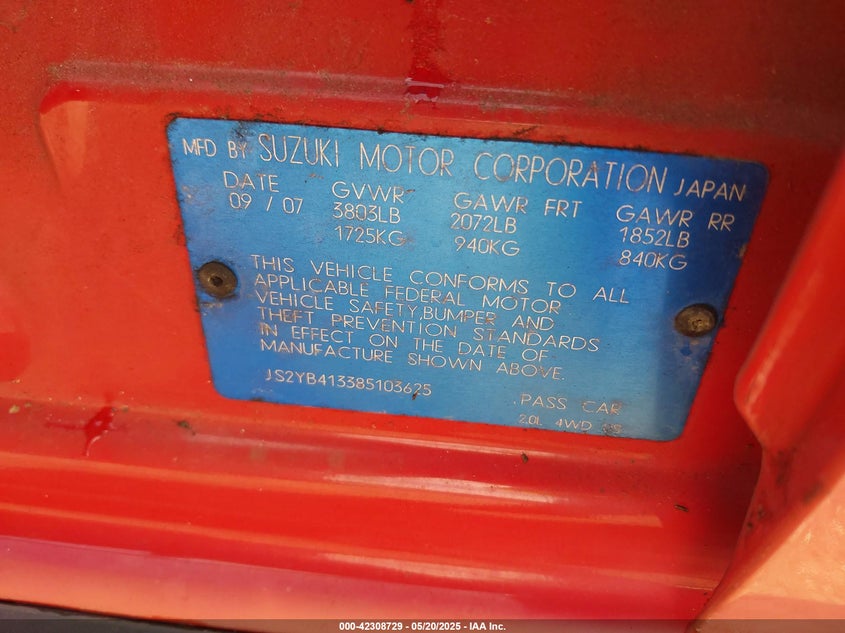 MFD BY SUZUKI MOTOR CORPORATION JAPAN
DATE GVWR GAWR FRT GAWR RR
09 / 07 3803LB 2072LB 1852LB
1725KG 940KG 840KG
THIS VEHICLE CONFORMS TO ALL
APPLICABLE FEDERAL MOTOR
VEHICLE SAFETY,BUMPER AND
THEFT PREVENTION STANDARDS
IN EFFECT ON THE DATE OF
MANUFACTURE SHOWN ABOVE.
JS2YB413385103625 PASS CAR
2.0L 4WD US
000-42308729 - 05/20/2025 - IAA Inc.